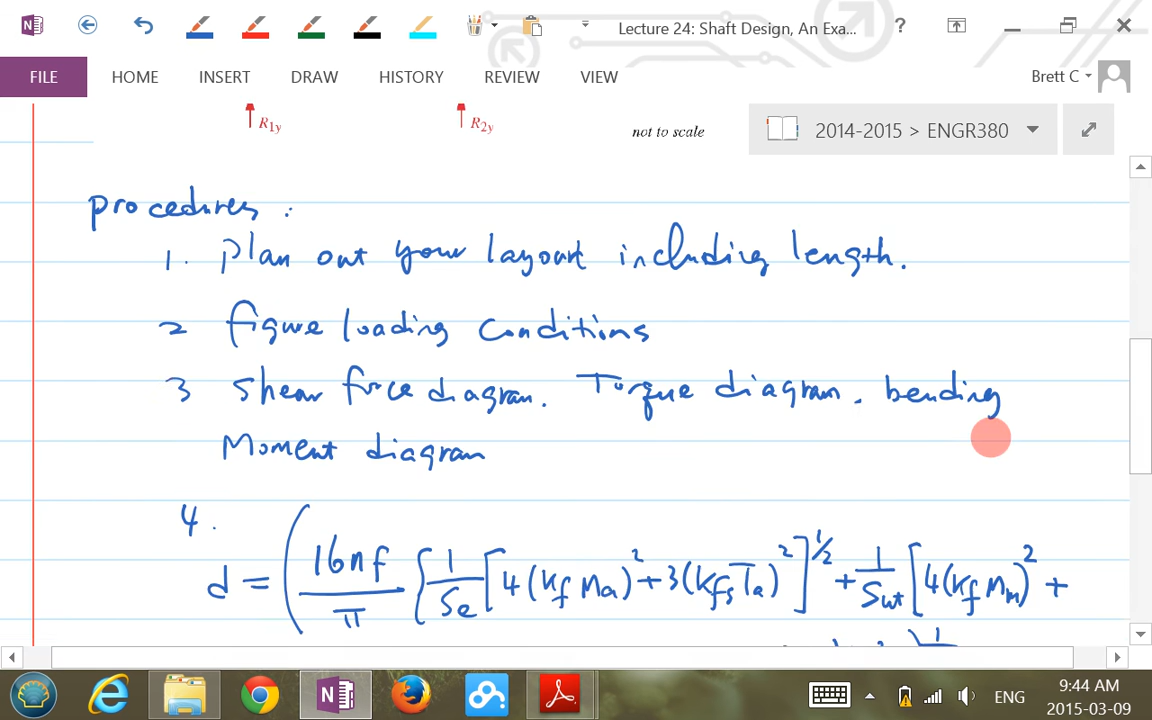 Lecture 24: Shaft Design, An Exa...
?
FILE HOME INSERT DRAW HISTORY REVIEW VIEW
Brett C
R1y R2y
not to scale
2014-2015 > ENGR380
Procedures :
1. Plan out your layout including length.
2 figure loading conditions
3 Shear force diagram. Torque diagram. bending
Moment diagram
4.
d = ( 16nf / π { 1/Se [ 4(Kf Ma)² + 3(Kfs Ta)² ]^1/2 + 1/Sut [ 4(Kf Mm)² +
ENG
9:44 AM
2015-03-09